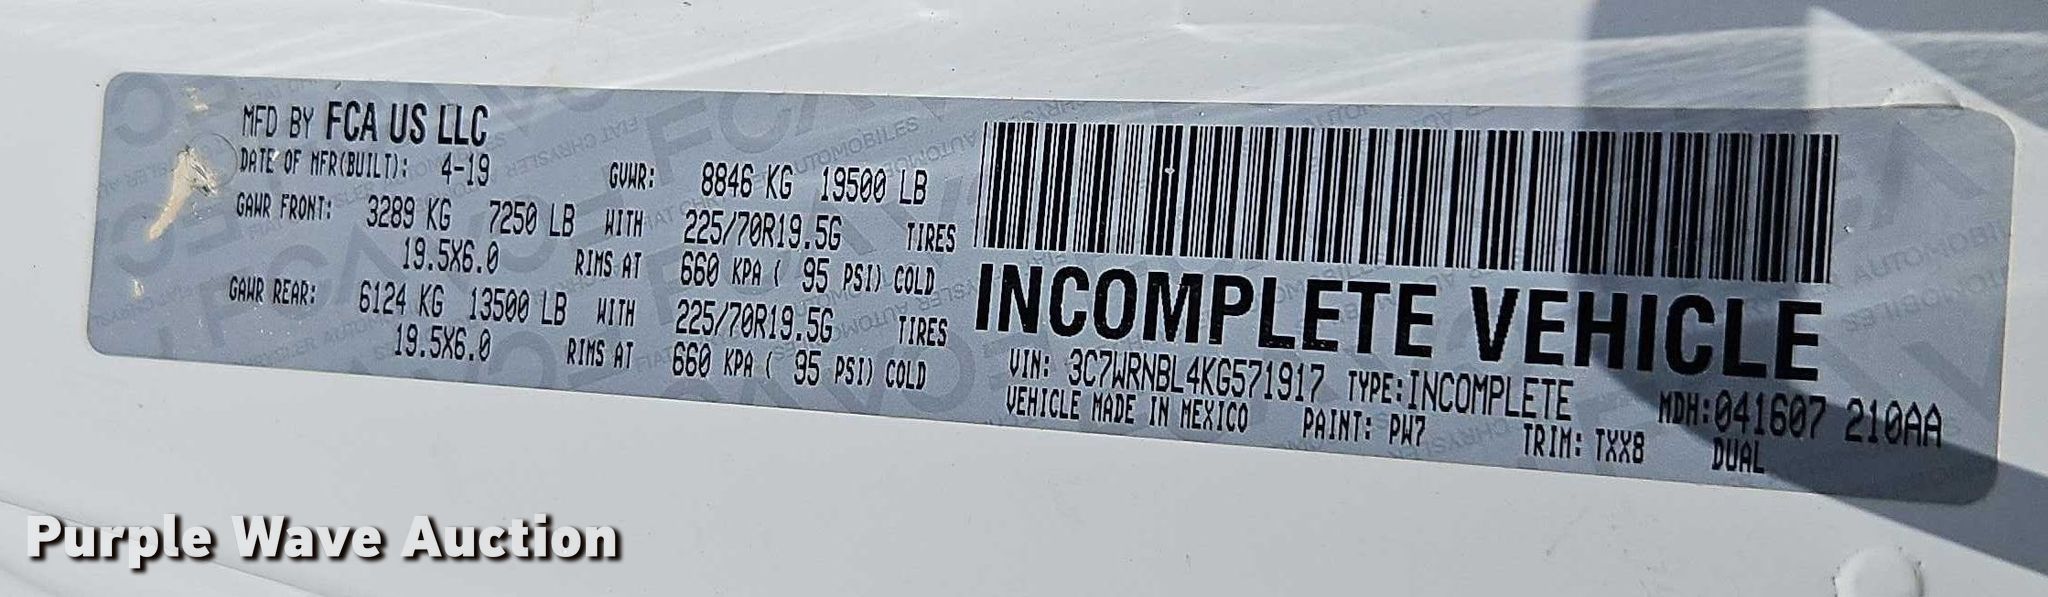 MFD BY FCA US LLC
DATE OF MFR(BUILT): 4-19 GVWR: 8846 KG 19500 LB
GAWR FRONT: 3289 KG 7250 LB WITH 225/70R19.5G TIRES
19.5X6.0 RIMS AT 660 KPA ( 95 PSI) COLD
GAWR REAR: 6124 KG 13500 LB WITH 225/70R19.5G TIRES
19.5X6.0 RIMS AT 660 KPA ( 95 PSI) COLD
INCOMPLETE VEHICLE
VIN: 3C7WRNBL4KG571917 TYPE:INCOMPLETE MDH:041607 210AA
VEHICLE MADE IN MEXICO PAINT: PW7 TRIM: TXX8 DUAL
Purple Wave Auction